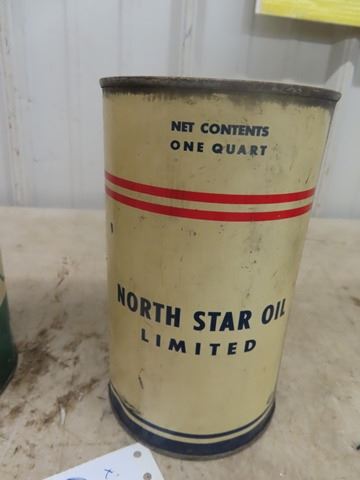 NET CONTENTS
ONE QUART
NORTH STAR OIL
LIMITED